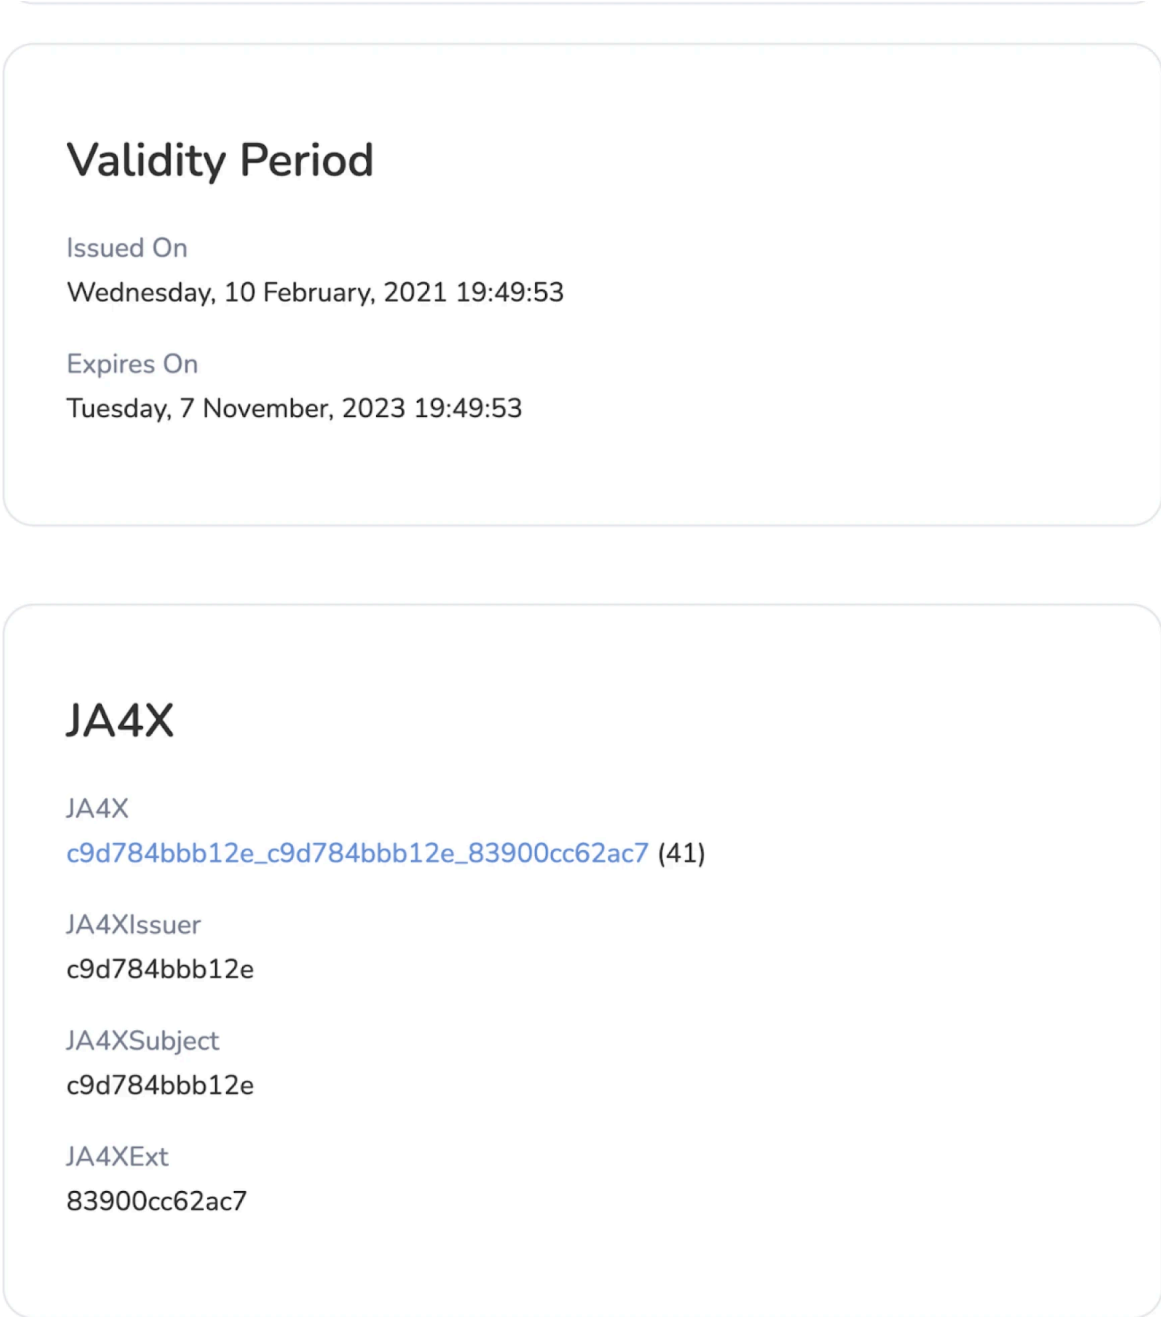 Validity Period
Issued On
Wednesday, 10 February, 2021 19:49:53
Expires On
Tuesday, 7 November, 2023 19:49:53
JA4X
JA4X
c9d784bbb12e_c9d784bbb12e_83900cc62ac7 (41)
JA4XIssuer
c9d784bbb12e
JA4XSubject
c9d784bbb12e
JA4XExt
83900cc62ac7